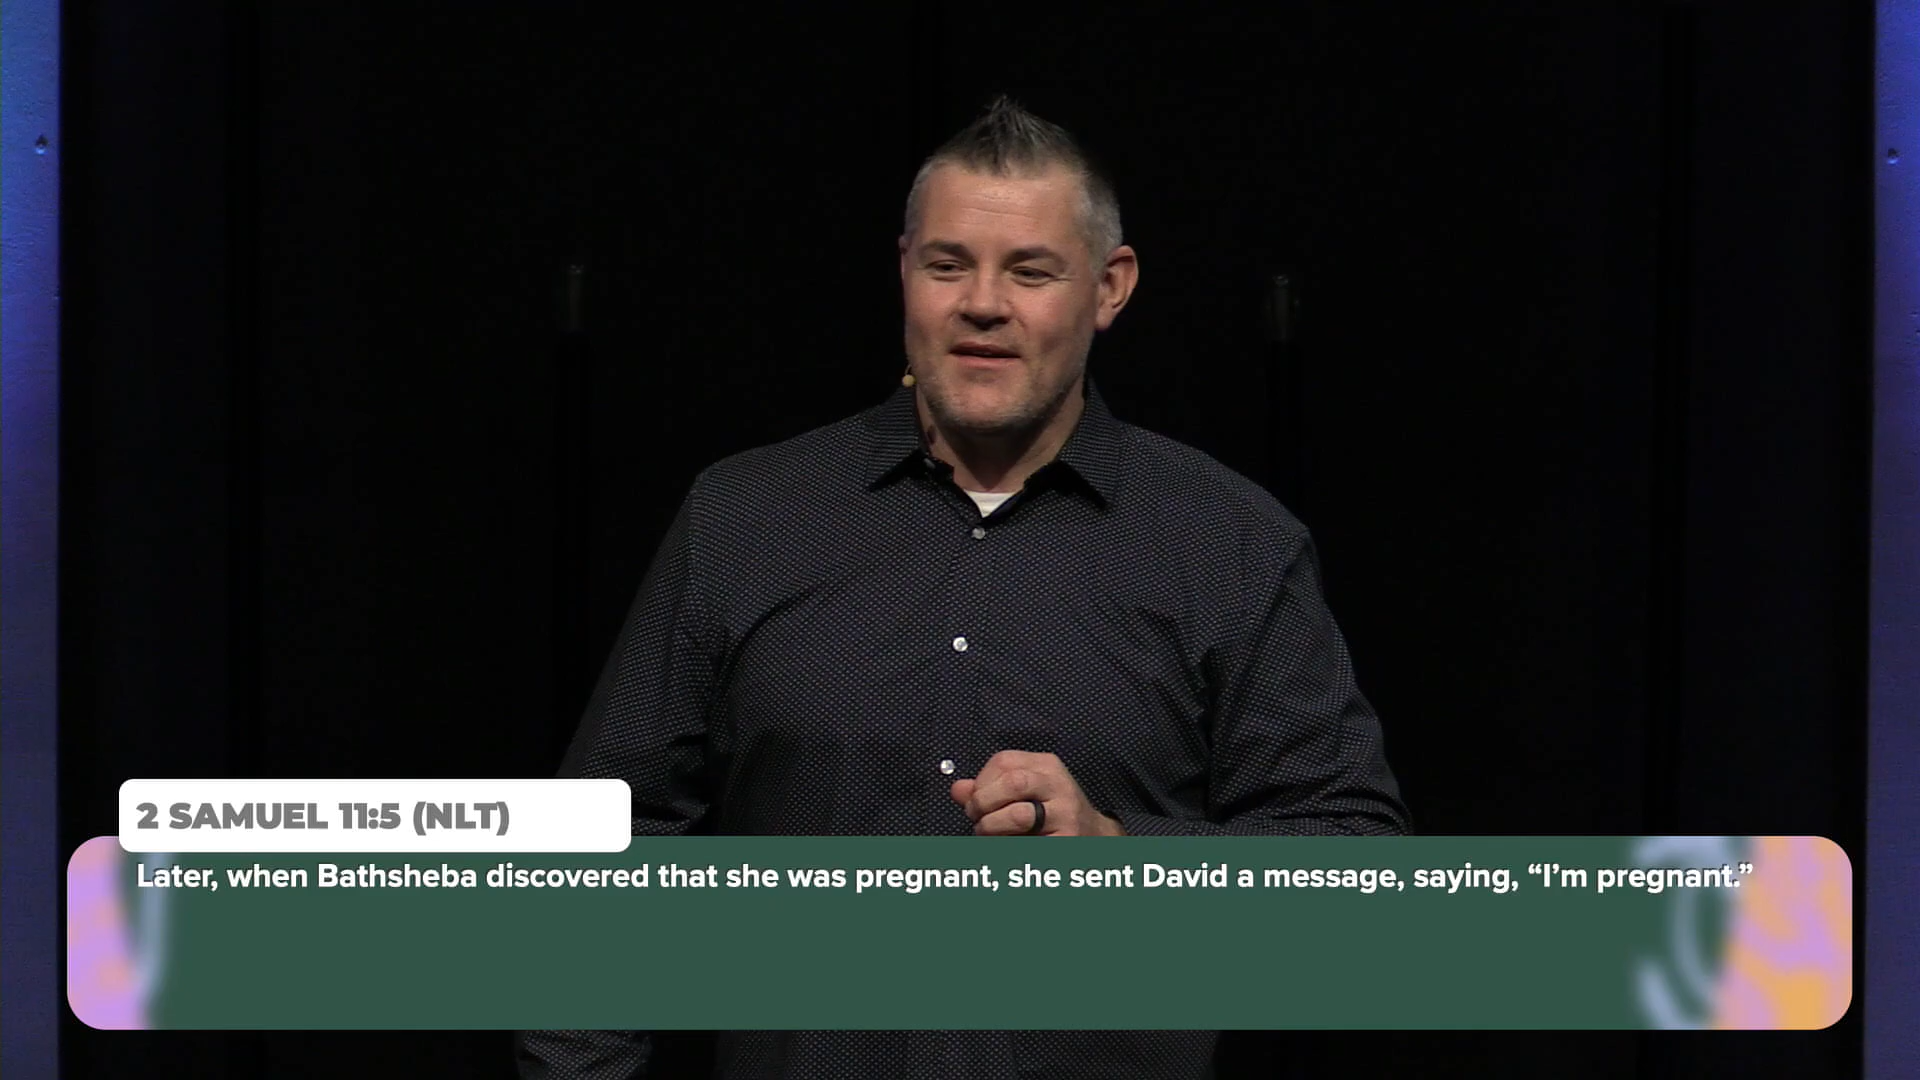 2 SAMUEL 11:5 (NLT)
Later, when Bathsheba discovered that she was pregnant, she sent David a message, saying, “I’m pregnant.”